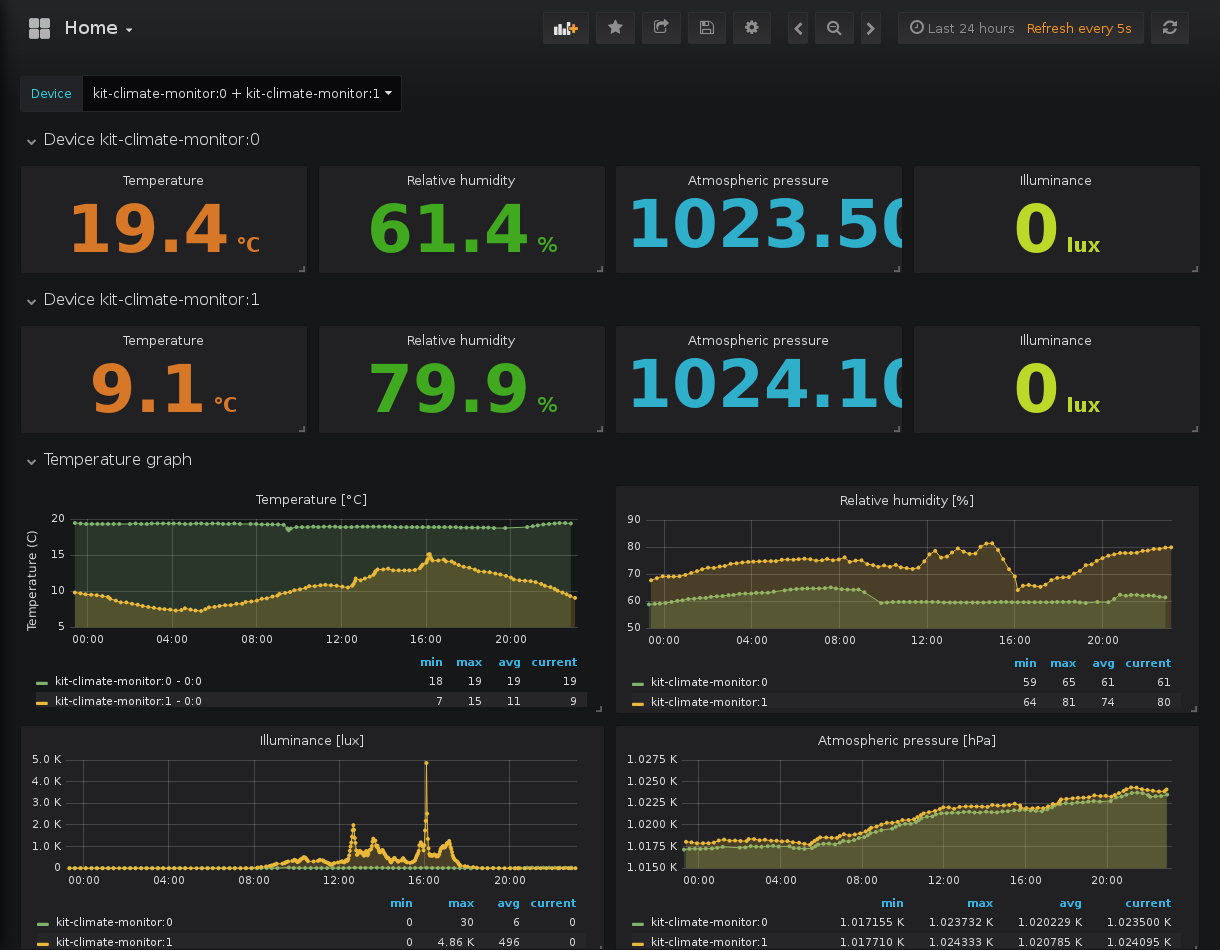 Home
Last 24 hours Refresh every 5s
Device kit-climate-monitor:0 + kit-climate-monitor:1
Device kit-climate-monitor:0
Temperature Relative humidity Atmospheric pressure Illuminance
19.4 °C 61.4 % 1023.50 0 lux
Device kit-climate-monitor:1
Temperature Relative humidity Atmospheric pressure Illuminance
9.1 °C 79.9 % 1024.10 0 lux
Temperature graph
Temperature [°C]
Temperature (C)
20
15
10
5
00:00 04:00 08:00 12:00 16:00 20:00
min max avg current
kit-climate-monitor:0 - 0:0 18 19 19 19
kit-climate-monitor:1 - 0:0 7 15 11 9
Relative humidity [%]
90
80
70
60
50
00:00 04:00 08:00 12:00 16:00 20:00
min max avg current
kit-climate-monitor:0 59 65 61 61
kit-climate-monitor:1 64 81 74 80
Illuminance [lux]
5.0 K
4.0 K
3.0 K
2.0 K
1.0 K
0
00:00 04:00 08:00 12:00 16:00 20:00
min max avg current
kit-climate-monitor:0 0 30 6 0
kit-climate-monitor:1 0 4.86 K 496 0
Atmospheric pressure [hPa]
1.0275 K
1.0250 K
1.0225 K
1.0200 K
1.0175 K
1.0150 K
00:00 04:00 08:00 12:00 16:00 20:00
min max avg current
kit-climate-monitor:0 1.017155 K 1.023732 K 1.020229 K 1.023500 K
kit-climate-monitor:1 1.017710 K 1.024333 K 1.020785 K 1.024095 K